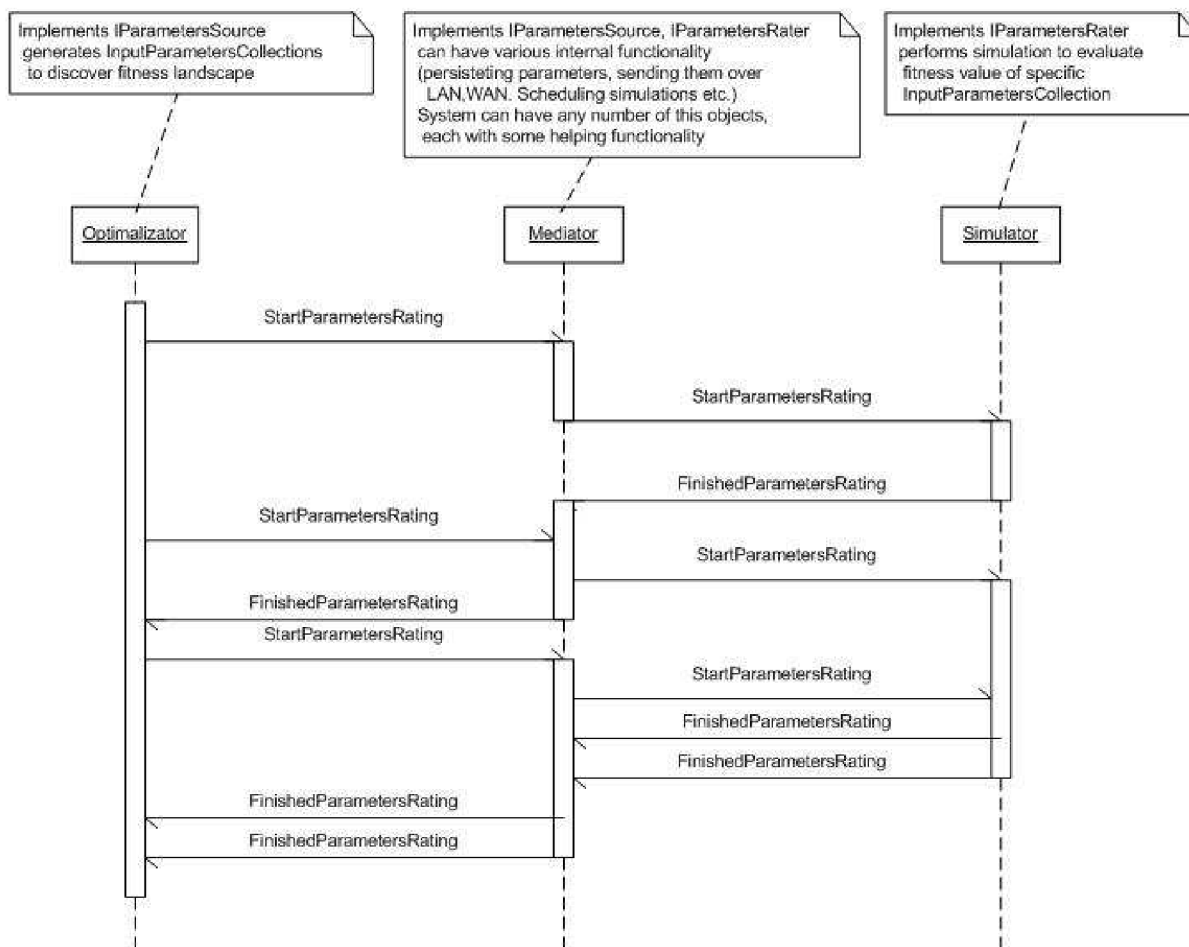 Implements IParametersSource
generates InputParametersCollections
to discover fitness landscape
Implements IParametersSource, IParametersRater
can have various internal functionality
(persisteting parameters, sending them over
LAN,WAN. Scheduling simulations etc.)
System can have any number of this objects,
each with some helping functionality
Implements IParametersRater
performs simulation to evaluate
fitness value of specific
InputParametersCollection
Optimalizator
Mediator
Simulator
StartParametersRating
StartParametersRating
FinishedParametersRating
StartParametersRating
StartParametersRating
FinishedParametersRating
StartParametersRating
StartParametersRating
FinishedParametersRating
FinishedParametersRating
FinishedParametersRating
FinishedParametersRating